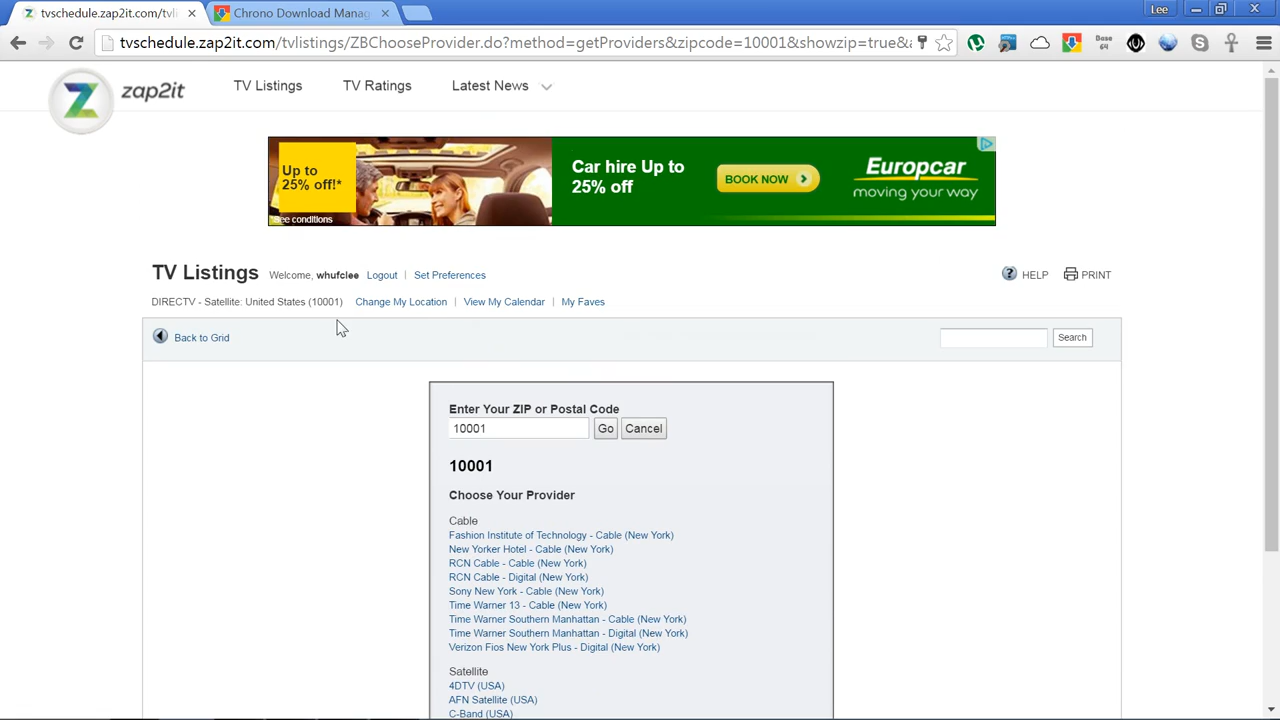 tvschedule.zap2it.com/tvli
Chrono Download Manag
Lee
tvschedule.zap2it.com/tvlistings/ZBChooseProvider.do?method=getProviders&zipcode=10001&showzip=true&a
Base
64
zap2it
TV Listings
TV Ratings
Latest News
Up to
25% off!*
See conditions
Car hire Up to
25% off
BOOK NOW
Europcar
moving your way
TV Listings
Welcome, whufclee
Logout
Set Preferences
HELP
PRINT
DIRECTV - Satellite: United States (10001)
Change My Location
View My Calendar
My Faves
Back to Grid
Search
Enter Your ZIP or Postal Code
10001
Go
Cancel
10001
Choose Your Provider
Cable
Fashion Institute of Technology - Cable (New York)
New Yorker Hotel - Cable (New York)
RCN Cable - Cable (New York)
RCN Cable - Digital (New York)
Sony New York - Cable (New York)
Time Warner 13 - Cable (New York)
Time Warner Southern Manhattan - Cable (New York)
Time Warner Southern Manhattan - Digital (New York)
Verizon Fios New York Plus - Digital (New York)
Satellite
4DTV (USA)
AFN Satellite (USA)
C-Band (USA)